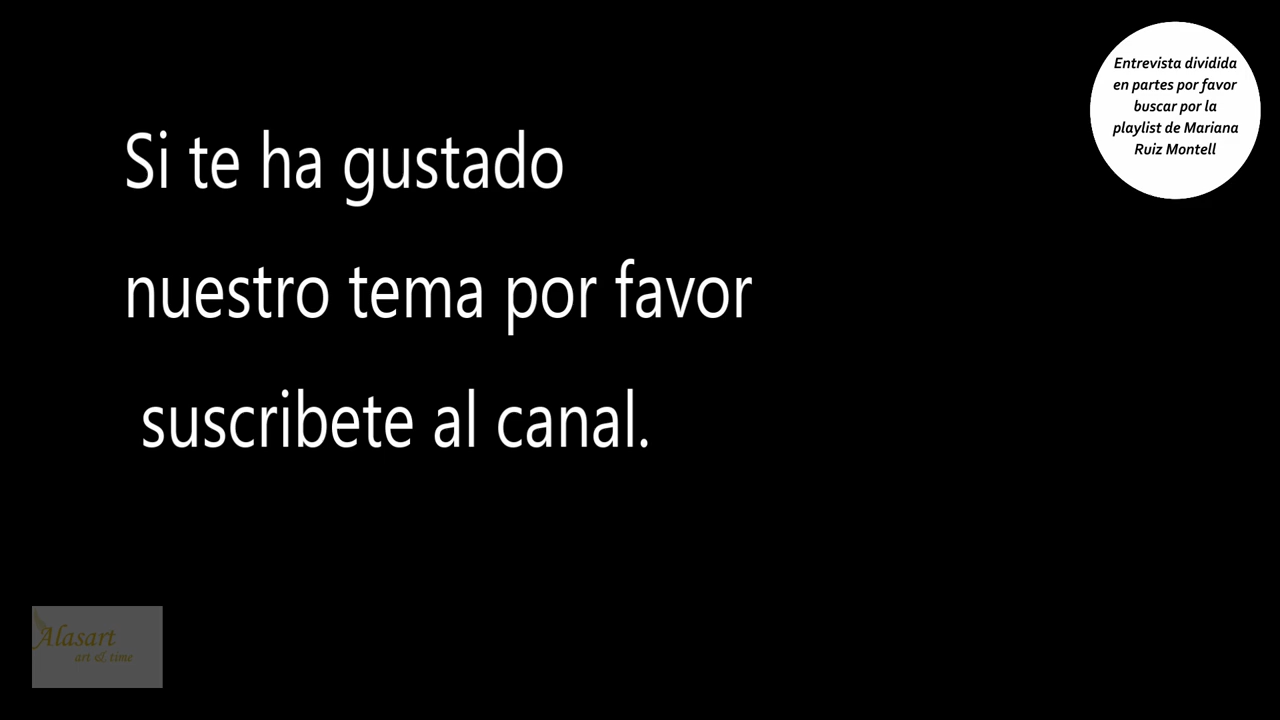 Si te ha gustado
nuestro tema por favor
suscribete al canal.
Entrevista dividida
en partes por favor
buscar por la
playlist de Mariana
Ruiz Montell
Alasart
art & time